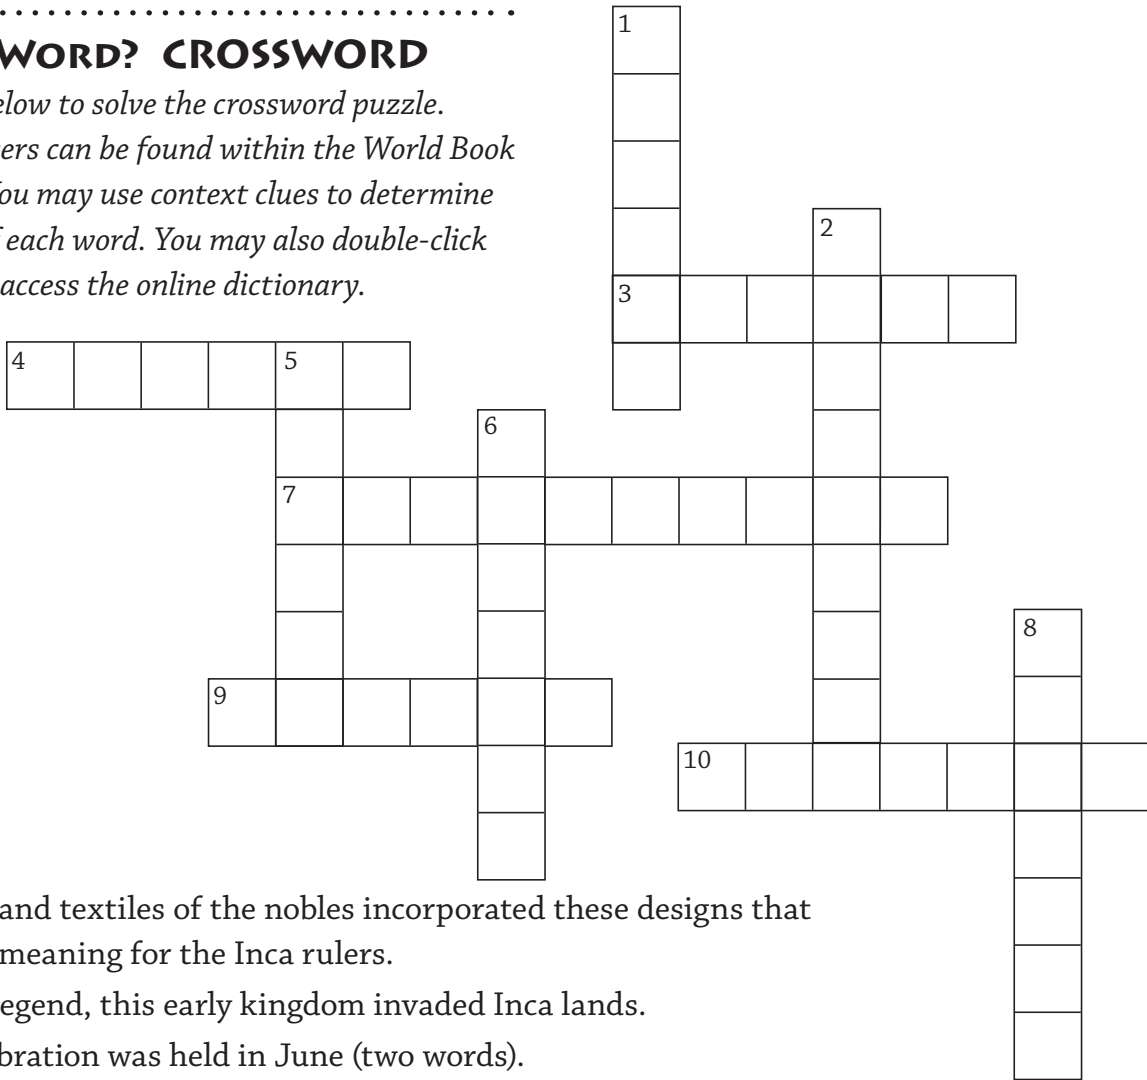 WORD? CROSSWORD
elow to solve the crossword puzzle.
ers can be found within the World Book
ou may use context clues to determine
each word. You may also double-click
access the online dictionary.
1
2
3
4
5
6
7
8
9
10
and textiles of the nobles incorporated these designs that
meaning for the Inca rulers.
egend, this early kingdom invaded Inca lands.
bration was held in June (two words).